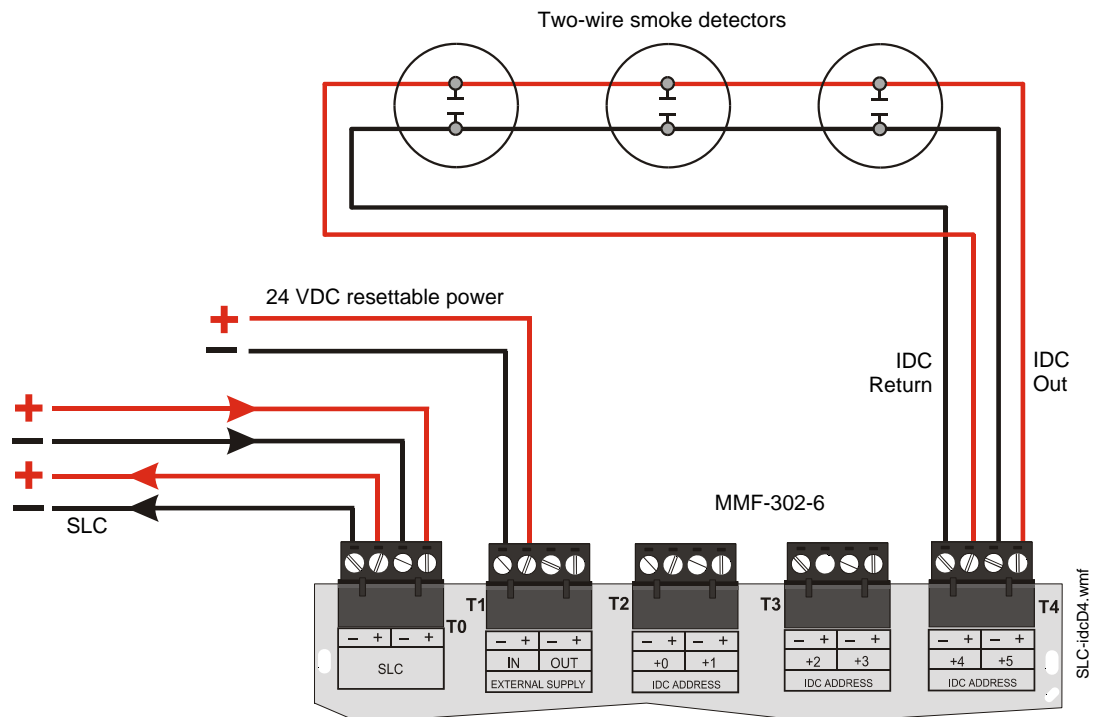 Two-wire smoke detectors
24 VDC resettable power
+
−
IDC
Return
IDC
Out
+
−
+
−
SLC
MMF-302-6
SLC-idcD4.wmf
T0
− + − +
SLC
T1
− + − +
IN OUT
EXTERNAL SUPPLY
T2
− + − +
+0 +1
IDC ADDRESS
T3
− + − +
+2 +3
IDC ADDRESS
T4
− + − +
+4 +5
IDC ADDRESS